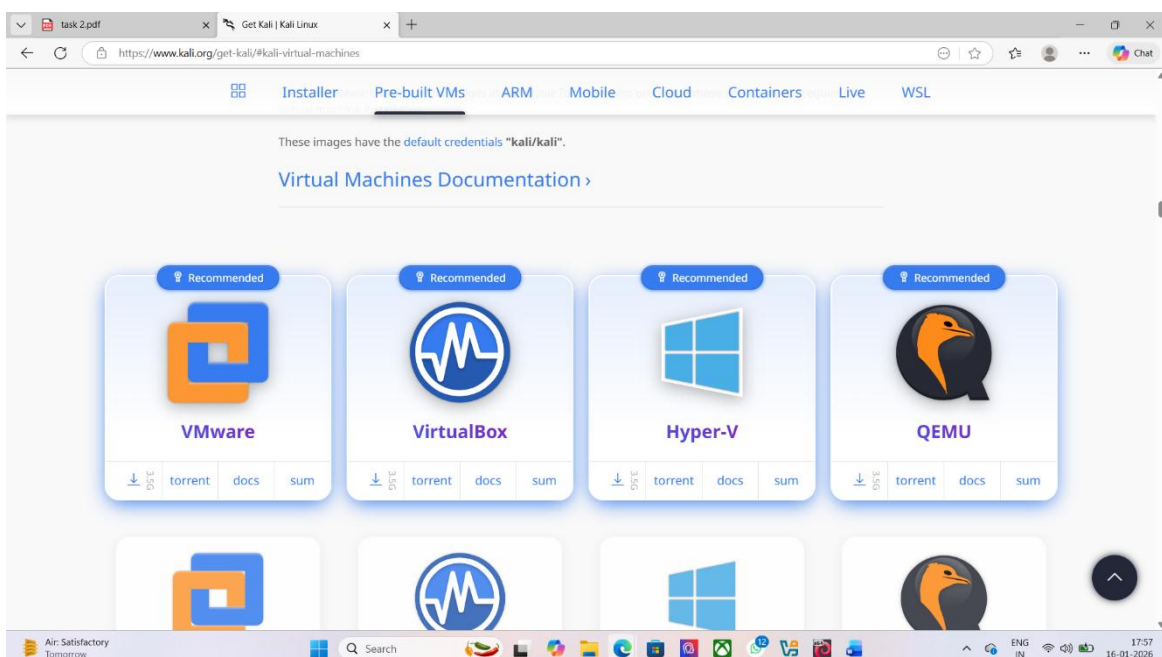 task 2.pdf
Get Kali | Kali Linux
https://www.kali.org/get-kali/#kali-virtual-machines
Chat
Installer Pre-built VMs ARM Mobile Cloud Containers Live WSL
These images have the default credentials "kali/kali".
Virtual Machines Documentation ›
Recommended Recommended Recommended Recommended
VMware VirtualBox Hyper-V QEMU
3.5G torrent docs sum 3.5G torrent docs sum 3.5G torrent docs sum 3.5G torrent docs sum
Air: Satisfactory
Tomorrow
Search
12
ENG
IN
17:57
16-01-2026